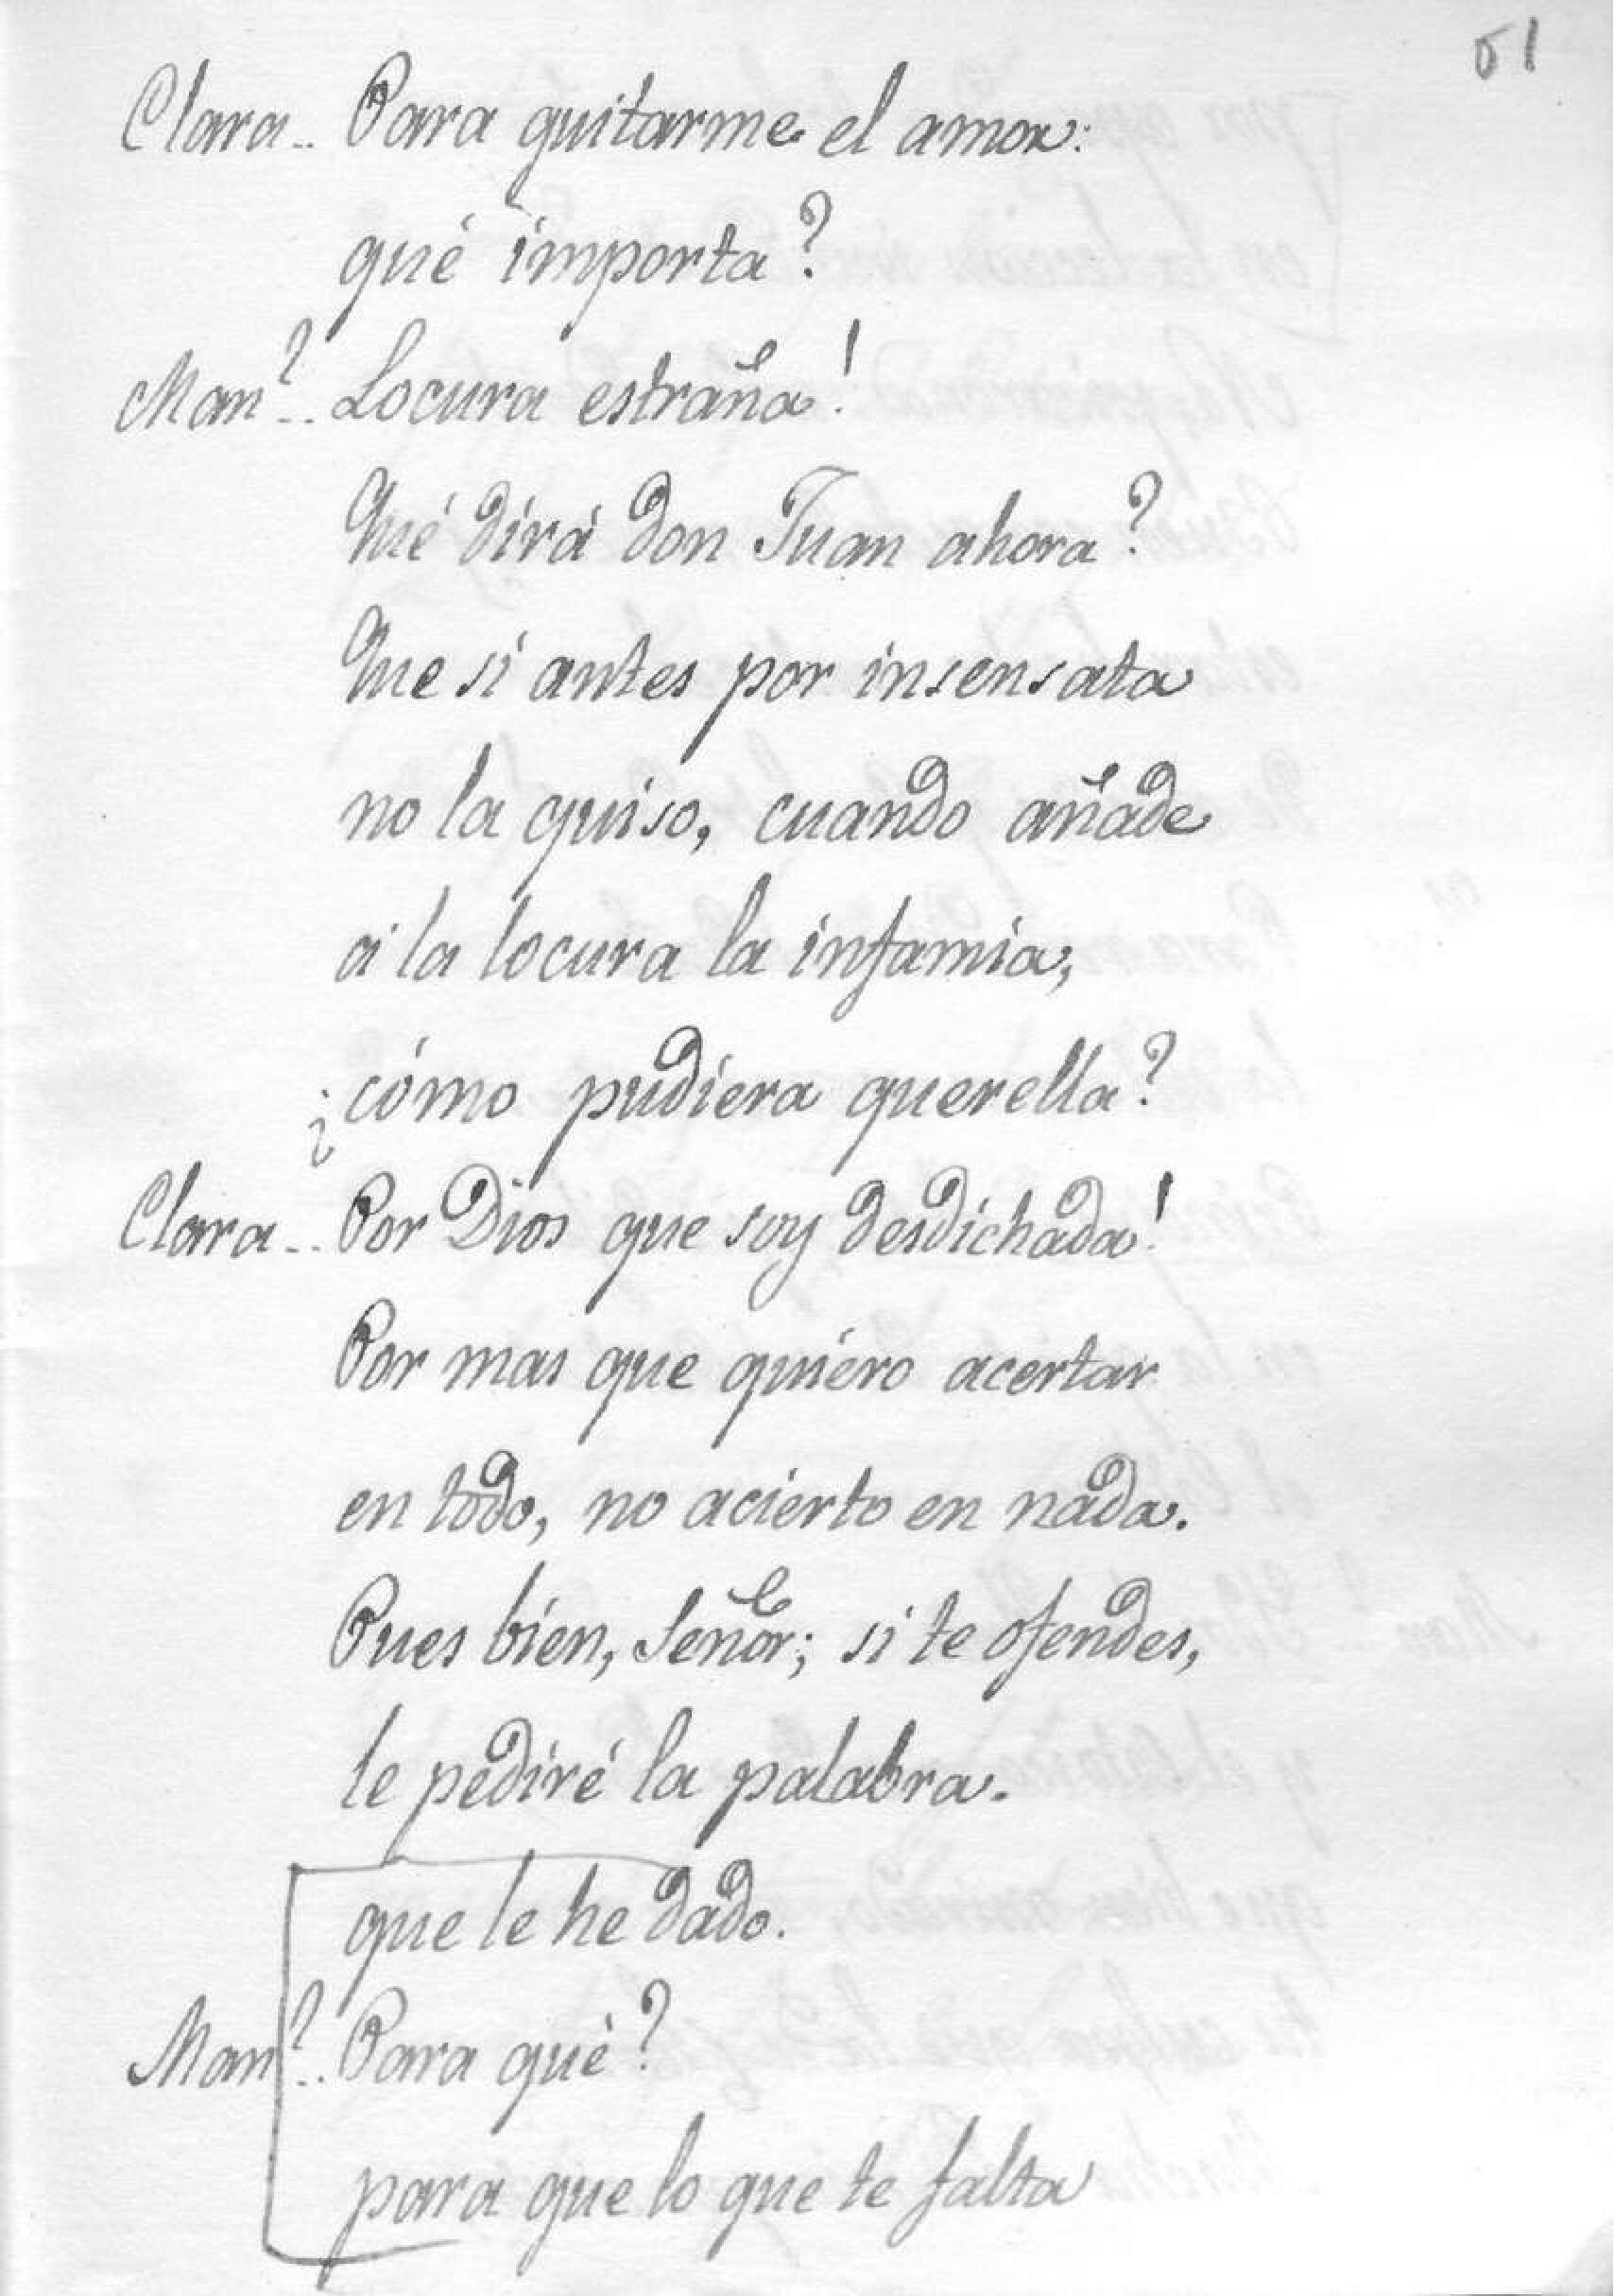 51
Clara.. Para quitarme el amor:
qué importa?
Man.l.. Locura estraña!
Qué dirá don Juan ahora?
Que si antes por insensata
no la quiso, cuando añade
á la locura la infamia,
¿cómo pudiera querella?
Clara.. Por Dios que soy desdichada!
Por mas que quiero acertar
en todo, no acierto en nada.
Pues bien, Señor; si te ofendes,
le pediré la palabra.
que le he dado.
Man.l.. Para qué?
para que lo que te falta